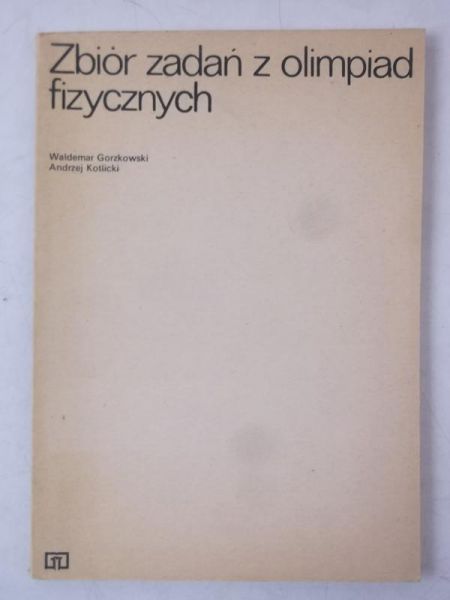 Zbiór zadań z olimpiad
fizycznych
Waldemar Gorzkowski
Andrzej Kotlicki